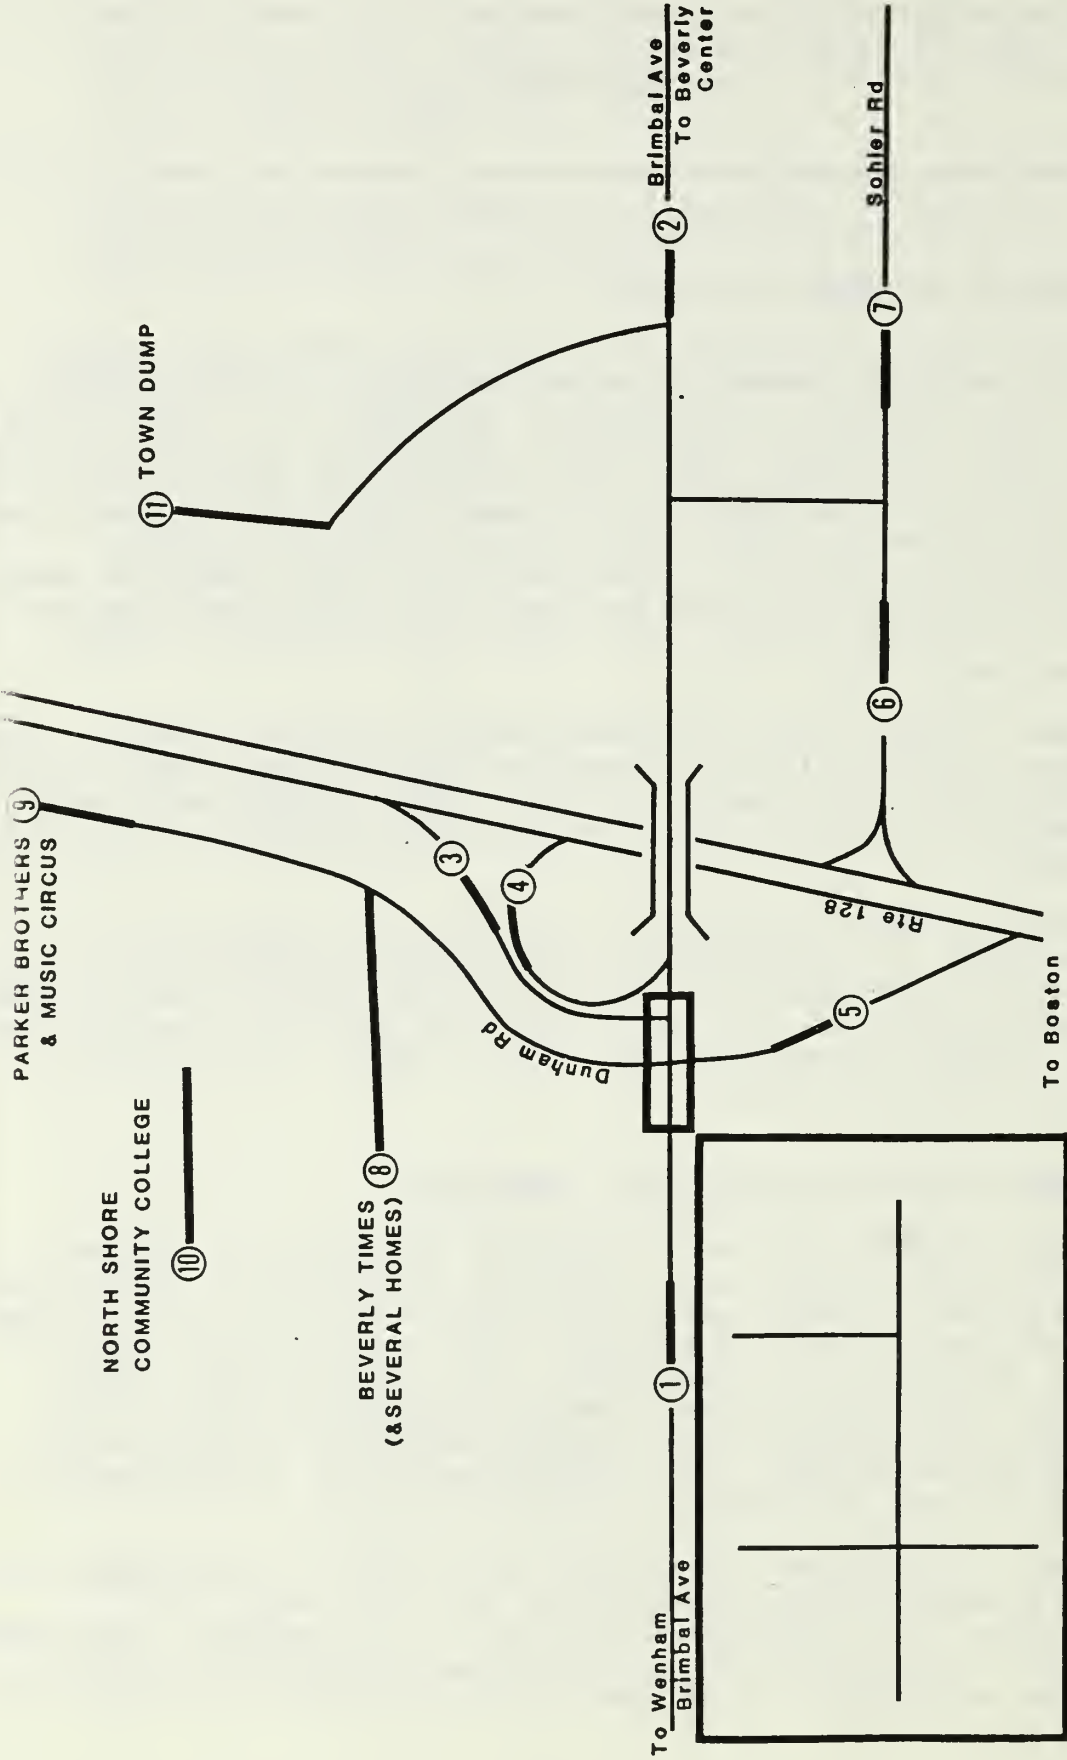 PARKER BROTHERS
& MUSIC CIRCUS
9
NORTH SHORE
COMMUNITY COLLEGE
10
11 TOWN DUMP
BEVERLY TIMES
(&SEVERAL HOMES)
8
3
4
Dunham Rd
To Wenham
Brimbal Ave
1
2
Brimbal Ave
To Beverly
Center
5
Rte 128
6
7
Sohier Rd
To Boston